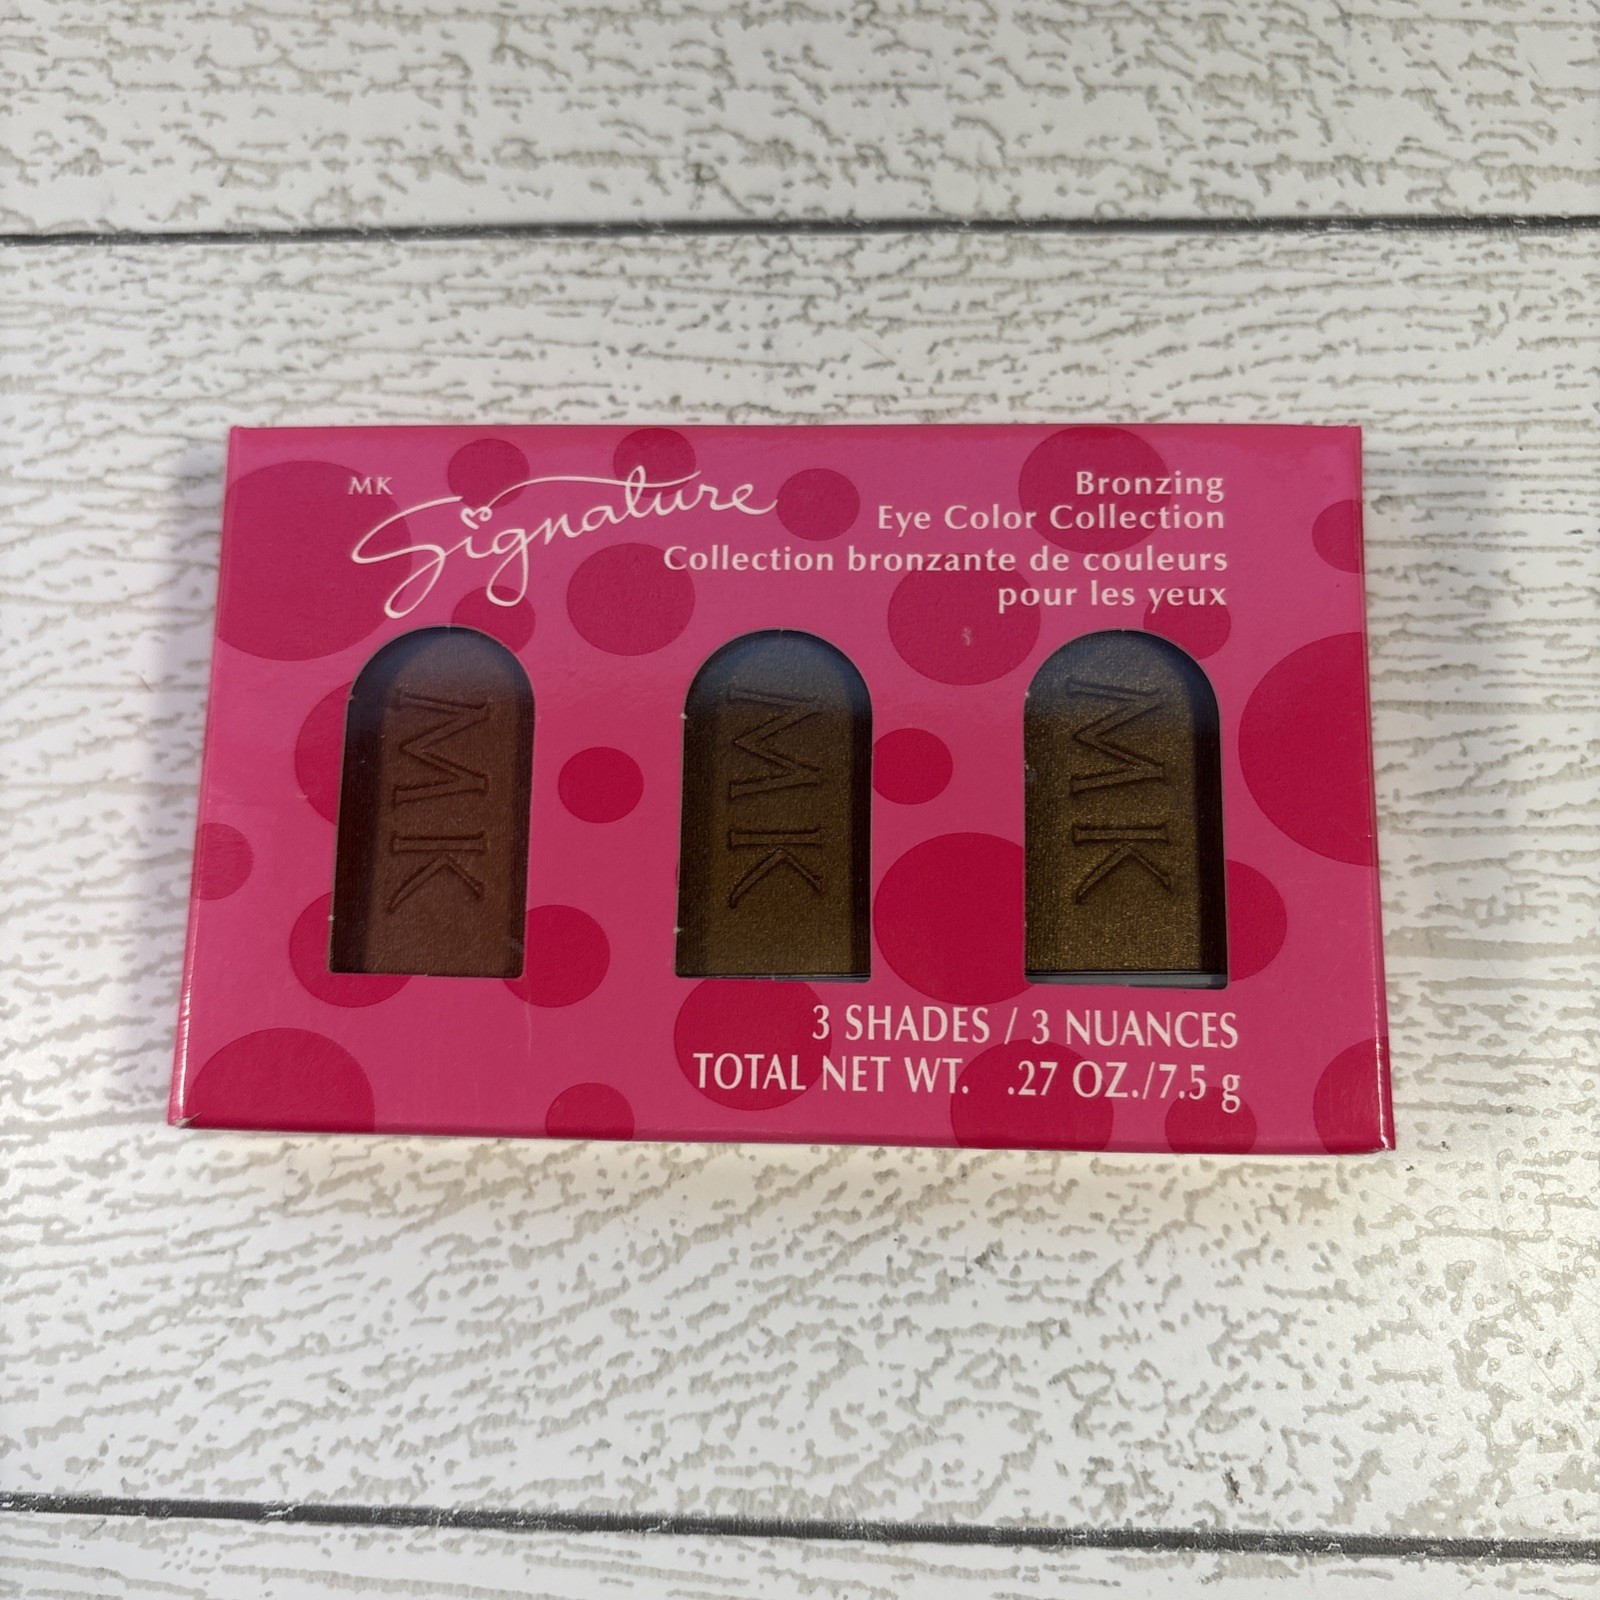 MK
Signature
Bronzing
Eye Color Collection
Collection bronzante de couleurs
pour les yeux
MK
MK
MK
3 SHADES / 3 NUANCES
TOTAL NET WT. .27 OZ./7.5 g